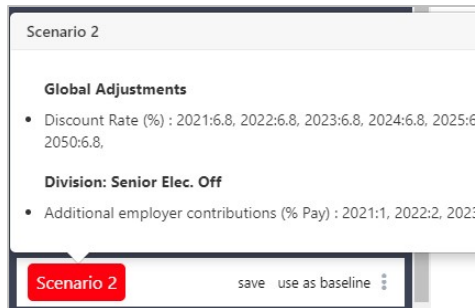 Scenario 2
Global Adjustments
• Discount Rate (%) : 2021:6.8, 2022:6.8, 2023:6.8, 2024:6.8, 2025:6
2050:6.8,
Division: Senior Elec. Off
• Additional employer contributions (% Pay) : 2021:1, 2022:2, 2023
Scenario 2 save use as baseline